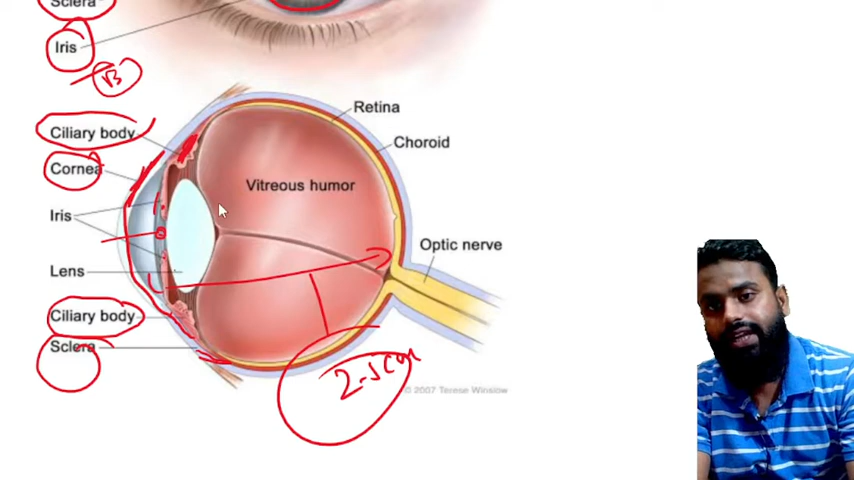 Sclera
Iris
B
Retina
Ciliary body
Choroid
Cornea
Vitreous humor
Iris
Optic nerve
Lens
Ciliary body
Sclera
2.5cm
© 2007 Terese Winslow